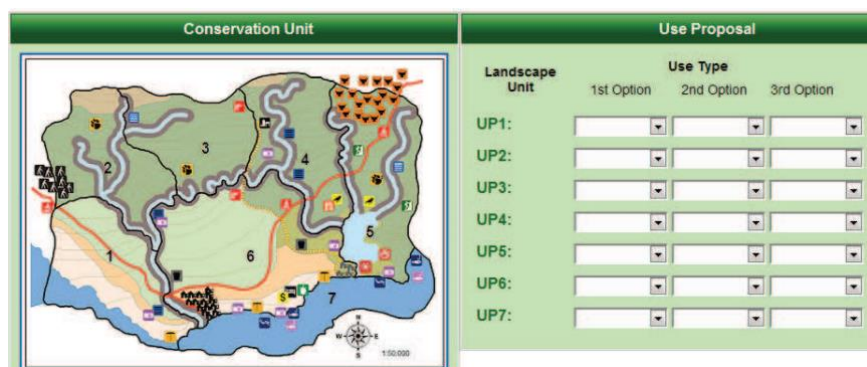 Conservation Unit
Use Proposal
Landscape Unit
Use Type
1st Option 2nd Option 3rd Option
UP1:
UP2:
UP3:
UP4:
UP5:
UP6:
UP7:
1
2
3
4
5
6
7
$
N
W E
S
1:50,000